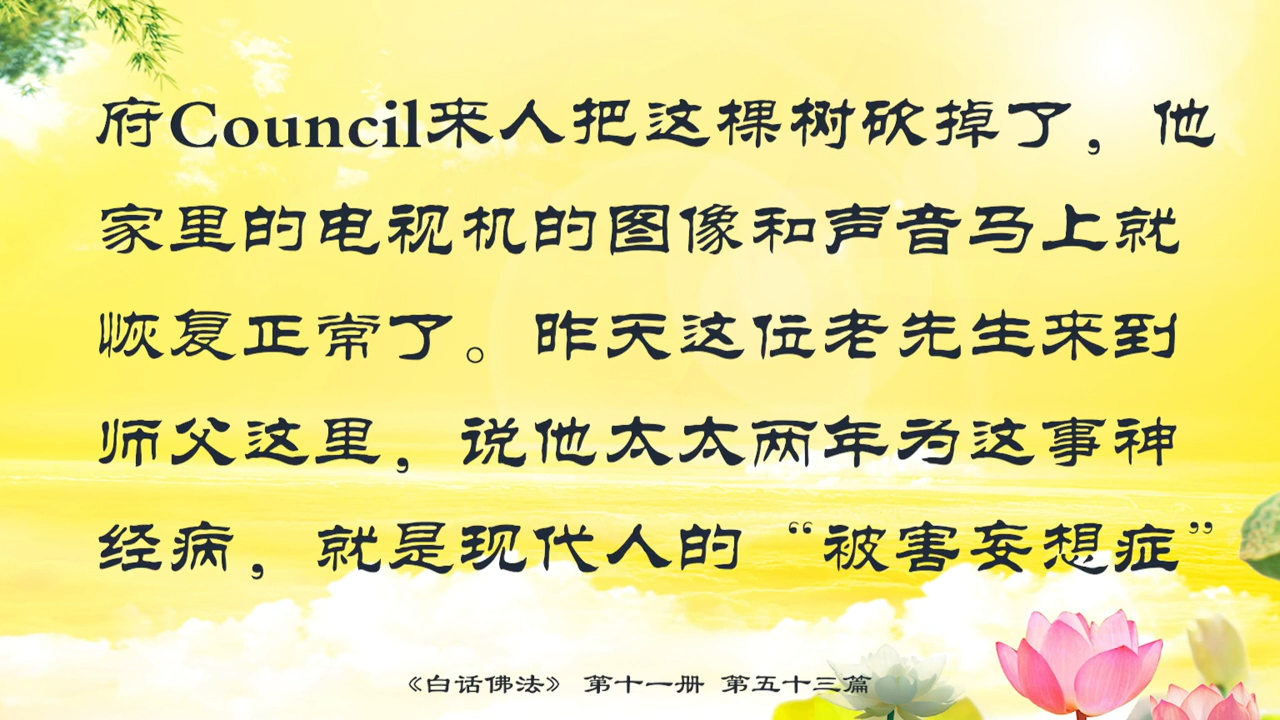 府Council来人把这棵树砍掉了，他
家里的电视机的图像和声音马上就
恢复正常了。昨天这位老先生来到
师父这里，说他太太两年为这事神
经病，就是现代人的“被害妄想症”
《白话佛法》 第十一册 第五十三篇